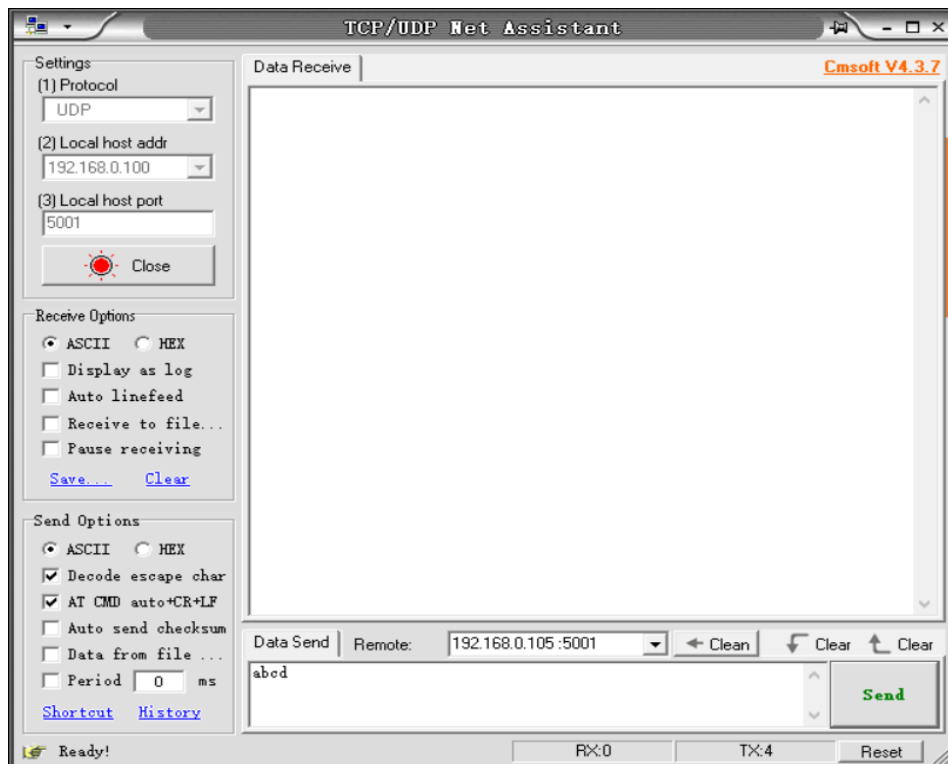 TCP/UDP Net Assistant
Settings
(1) Protocol
UDP
(2) Local host addr
192.168.0.100
(3) Local host port
5001
Close
Receive Options
ASCII HEX
Display as log
Auto linefeed
Receive to file...
Pause receiving
Save... Clear
Send Options
ASCII HEX
Decode escape char
AT CMD auto+CR+LF
Auto send checksum
Data from file ...
Period 0 ms
Shortcut History
Data Receive Cmsoft V4.3.7
Data Send Remote: 192.168.0.105 :5001 Clean Clear Clear
abcd
Send
Ready! RX:0 TX:4 Reset